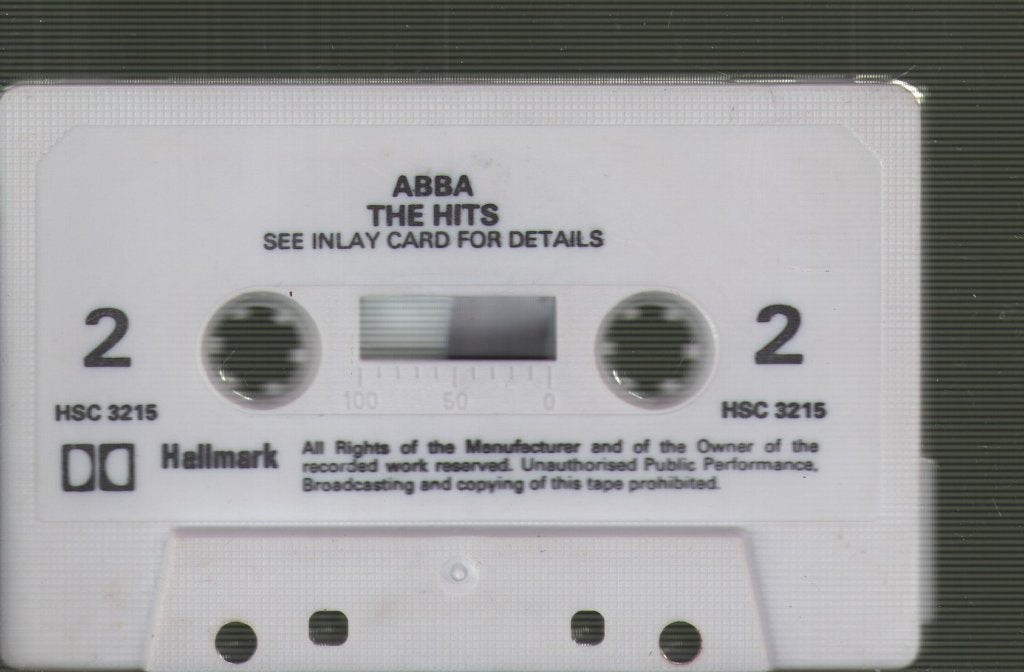 ABBA
THE HITS
SEE INLAY CARD FOR DETAILS
2
2
100 50 0
HSC 3215
HSC 3215
Hallmark
All Rights of the Manufacturer and of the Owner of the
recorded work reserved. Unauthorised Public Performance,
Broadcasting and copying of this tape prohibited.